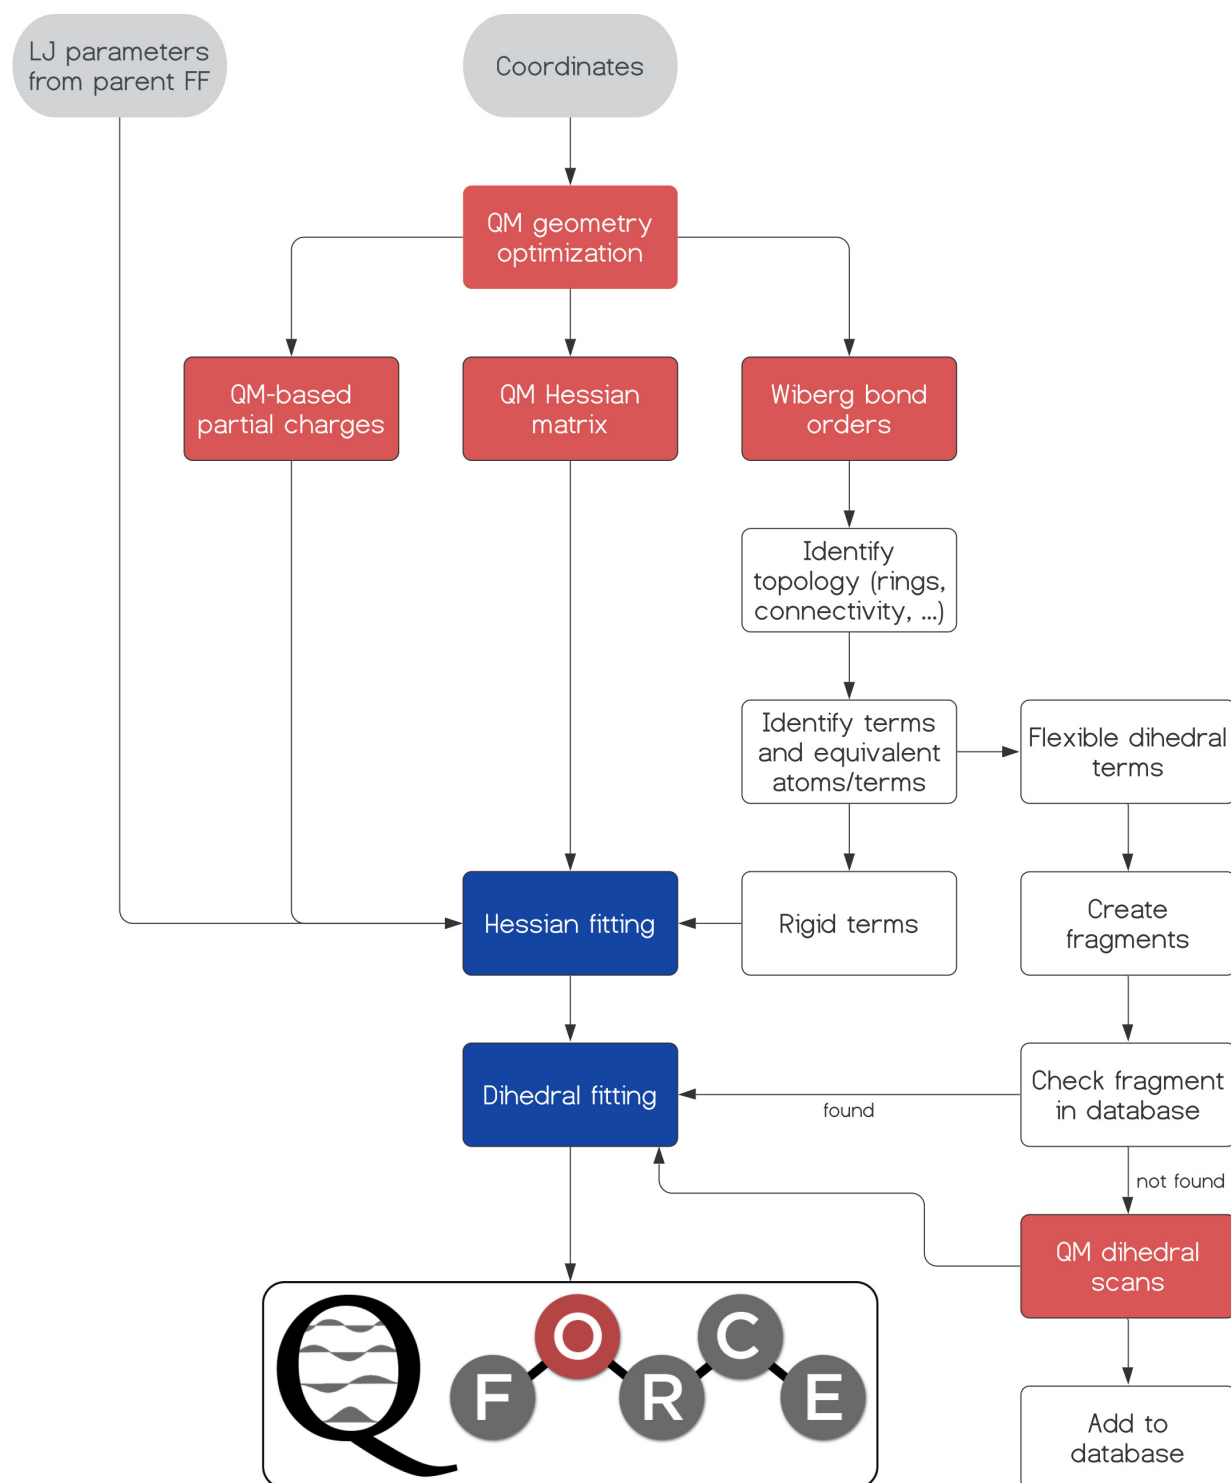 LJ parameters
from parent FF
Coordinates
QM geometry
optimization
QM-based
partial charges
QM Hessian
matrix
Wiberg bond
orders
Identify
topology (rings,
connectivity, ...)
Identify terms
and equivalent
atoms/terms
Flexible dihedral
terms
Hessian fitting
Rigid terms
Create
fragments
Dihedral fitting
found
Check fragment
in database
not found
QM dihedral
scans
Q FORCE
Add to
database